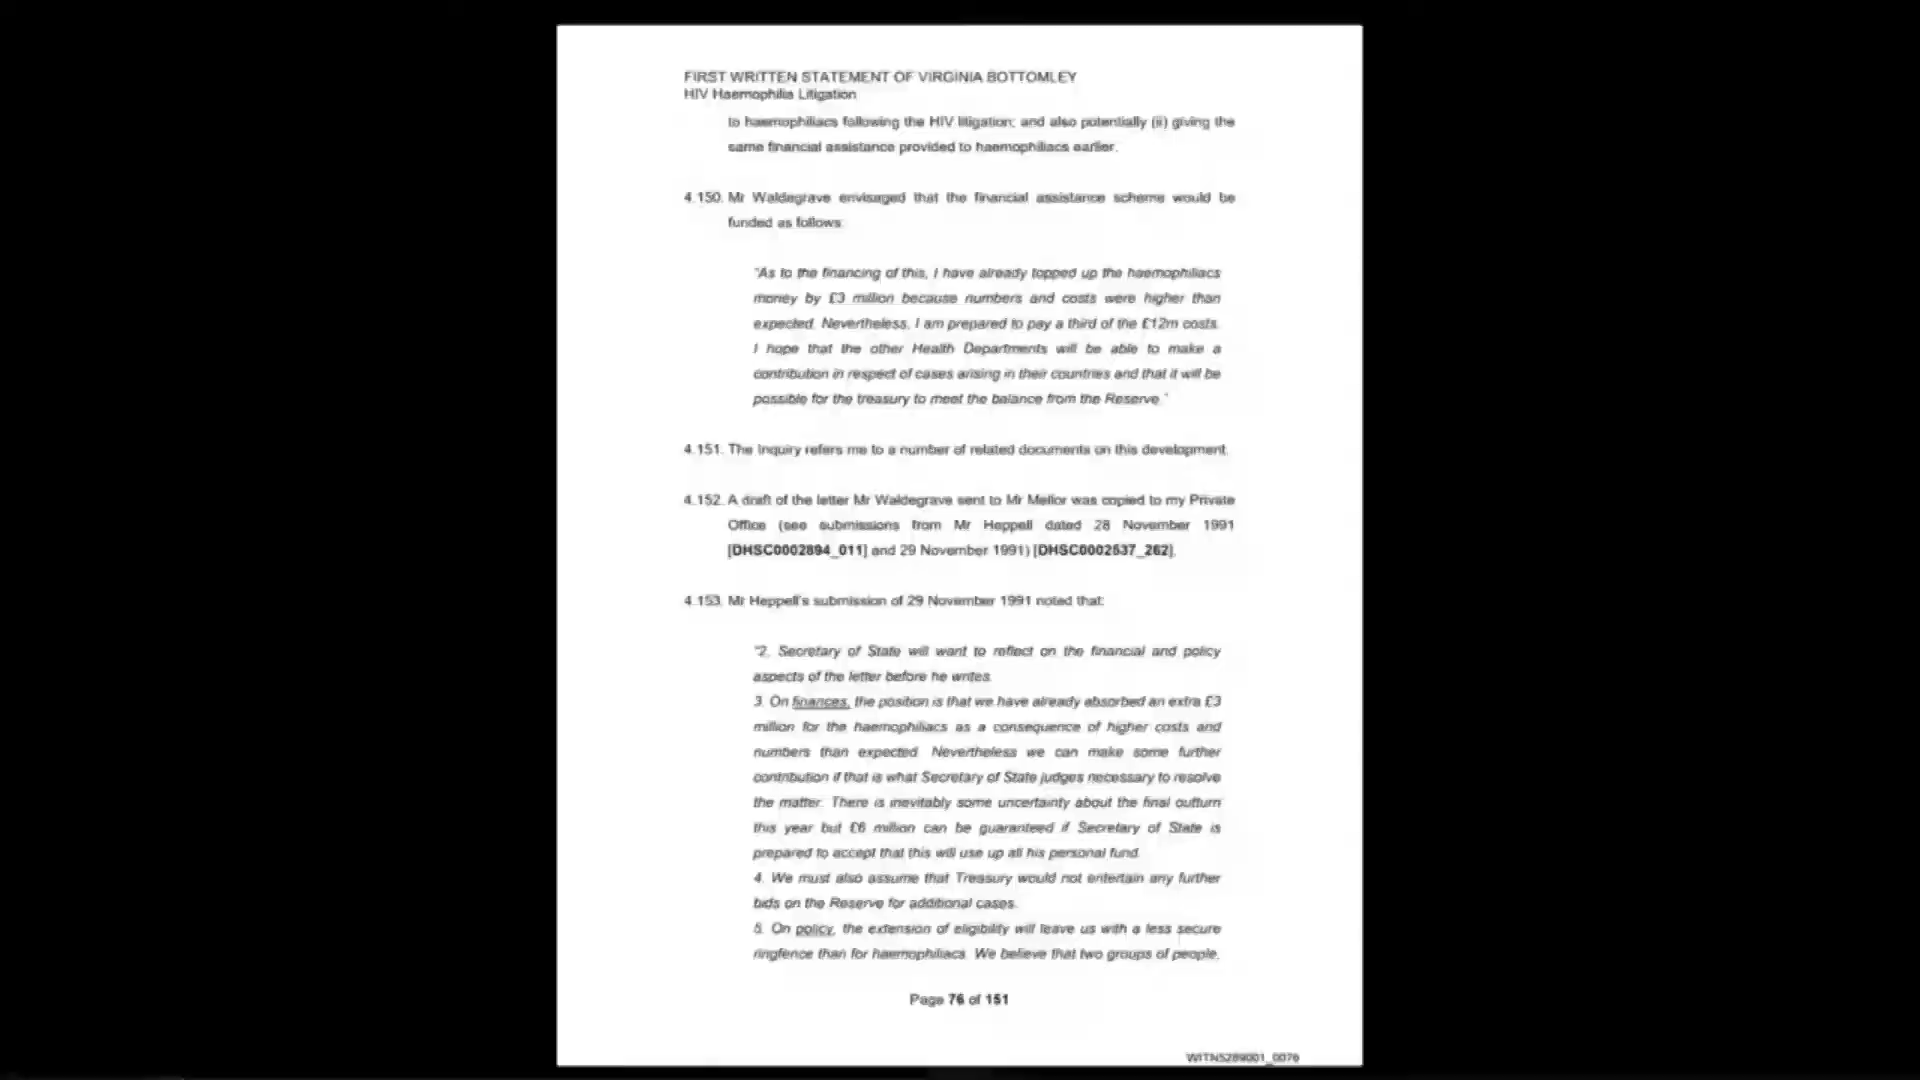 FIRST WRITTEN STATEMENT OF VIRGINIA BOTTOMLEY
HIV Haemophilia Litigation
to haemophiliacs following the HIV litigation; and also potentially (ii) giving the
same financial assistance provided to haemophiliacs earlier.
4.150. Mr Waldegrave envisaged that the financial assistance scheme would be
funded as follows:
"As to the financing of this, I have already topped up the haemophiliacs
money by £3 million because numbers and costs were higher than
expected. Nevertheless, I am prepared to pay a third of the £12m costs.
I hope that the other Health Departments will be able to make a
contribution in respect of cases arising in their countries and that it will be
possible for the treasury to meet the balance from the Reserve."
4.151. The Inquiry refers me to a number of related documents on this development.
4.152. A draft of the letter Mr Waldegrave sent to Mr Mellor was copied to my Private
Office (see submissions from Mr Heppell dated 28 November 1991
[DHSC0002894_011] and 29 November 1991) [DHSC0002537_262].
4.153. Mr Heppell's submission of 29 November 1991 noted that:
"2. Secretary of State will want to reflect on the financial and policy
aspects of the letter before he writes.
3. On finances, the position is that we have already absorbed an extra £3
million for the haemophiliacs as a consequence of higher costs and
numbers than expected. Nevertheless we can make some further
contribution if that is what Secretary of State judges necessary to resolve
the matter. There is inevitably some uncertainty about the final outturn
this year but £6 million can be guaranteed if Secretary of State is
prepared to accept that this will use up all his personal fund.
4. We must also assume that Treasury would not entertain any further
bids on the Reserve for additional cases.
5. On policy, the extension of eligibility will leave us with a less secure
ringfence than for haemophiliacs. We believe that two groups of people,
Page 76 of 151
WITN5289001_0076